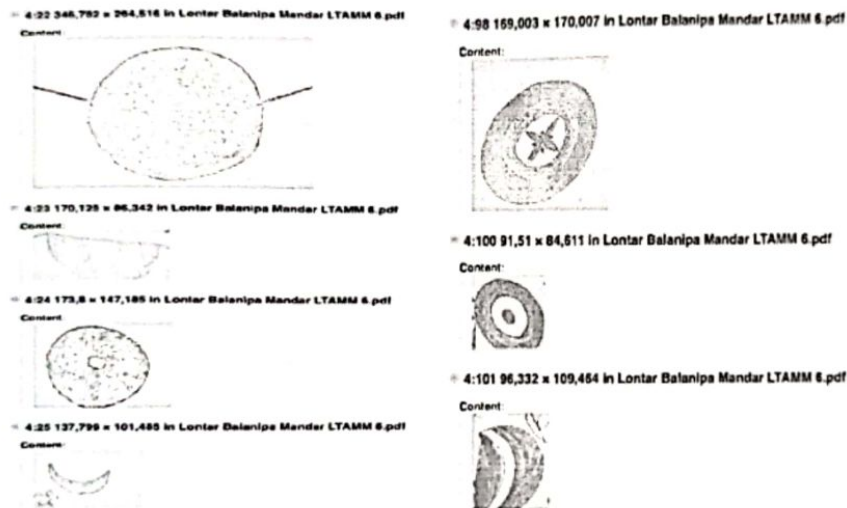 4:22 346,752 × 264,516 in Lontar Balanipa Mandar LTAMM 6.pdf
Content:
4:23 170,125 × 86,342 in Lontar Balanipa Mandar LTAMM 6.pdf
Content:
4:24 173,8 × 147,185 in Lontar Balanipa Mandar LTAMM 6.pdf
Content:
4:25 137,799 × 101,485 in Lontar Balanipa Mandar LTAMM 6.pdf
Content:
4:98 169,003 × 170,007 in Lontar Balanipa Mandar LTAMM 6.pdf
Content:
4:100 91,51 × 84,611 in Lontar Balanipa Mandar LTAMM 6.pdf
Content:
4:101 96,332 × 109,464 in Lontar Balanipa Mandar LTAMM 6.pdf
Content: